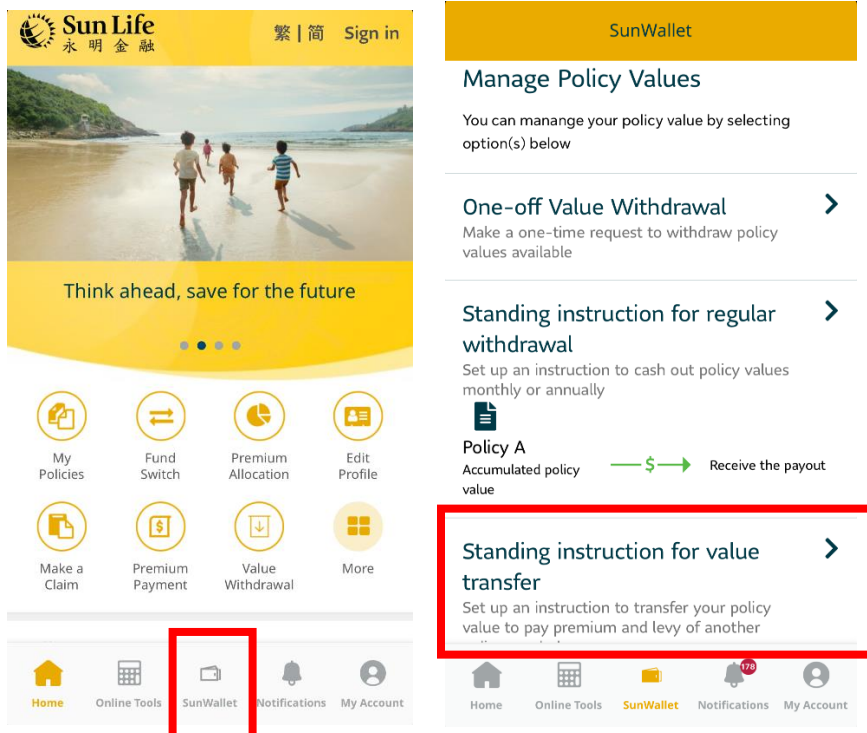 Sun Life
永明金融
繁 | 简
Sign in
Think ahead, save for the future
My
Policies
Fund
Switch
Premium
Allocation
Edit
Profile
Make a
Claim
Premium
Payment
Value
Withdrawal
More
Home
Online Tools
SunWallet
Notifications
My Account
SunWallet
Manage Policy Values
You can manange your policy value by selecting
option(s) below
One-off Value Withdrawal
Make a one-time request to withdraw policy
values available
Standing instruction for regular
withdrawal
Set up an instruction to cash out policy values
monthly or annually
Policy A
Accumulated policy
value
$
Receive the payout
Standing instruction for value
transfer
Set up an instruction to transfer your policy
value to pay premium and levy of another
178
Home
Online Tools
SunWallet
Notifications
My Account